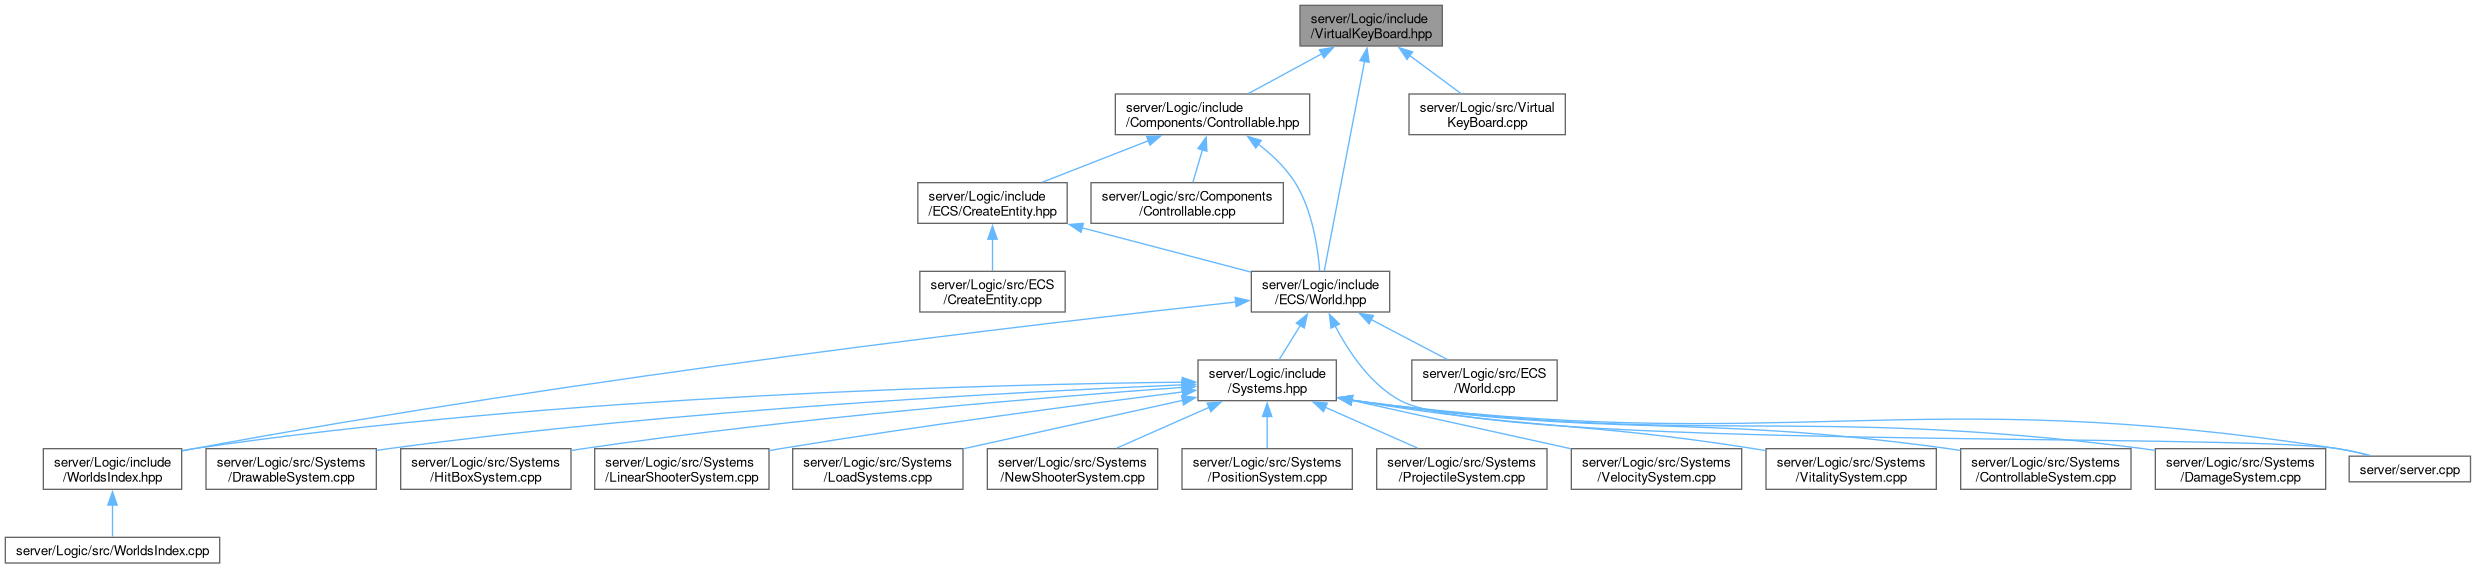 server/Logic/include
/VirtualKeyBoard.hpp
server/Logic/include
/Components/Controllable.hpp
server/Logic/src/Virtual
KeyBoard.cpp
server/Logic/include
/ECS/CreateEntity.hpp
server/Logic/src/Components
/Controllable.cpp
server/Logic/src/ECS
/CreateEntity.cpp
server/Logic/include
/ECS/World.hpp
server/Logic/include
/Systems.hpp
server/Logic/src/ECS
/World.cpp
server/Logic/include
/WorldsIndex.hpp
server/Logic/src/Systems
/DrawableSystem.cpp
server/Logic/src/Systems
/HitBoxSystem.cpp
server/Logic/src/Systems
/LinearShooterSystem.cpp
server/Logic/src/Systems
/LoadSystems.cpp
server/Logic/src/Systems
/NewShooterSystem.cpp
server/Logic/src/Systems
/PositionSystem.cpp
server/Logic/src/Systems
/ProjectileSystem.cpp
server/Logic/src/Systems
/VelocitySystem.cpp
server/Logic/src/Systems
/VitalitySystem.cpp
server/Logic/src/Systems
/ControllableSystem.cpp
server/Logic/src/Systems
/DamageSystem.cpp
server/server.cpp
server/Logic/src/WorldsIndex.cpp